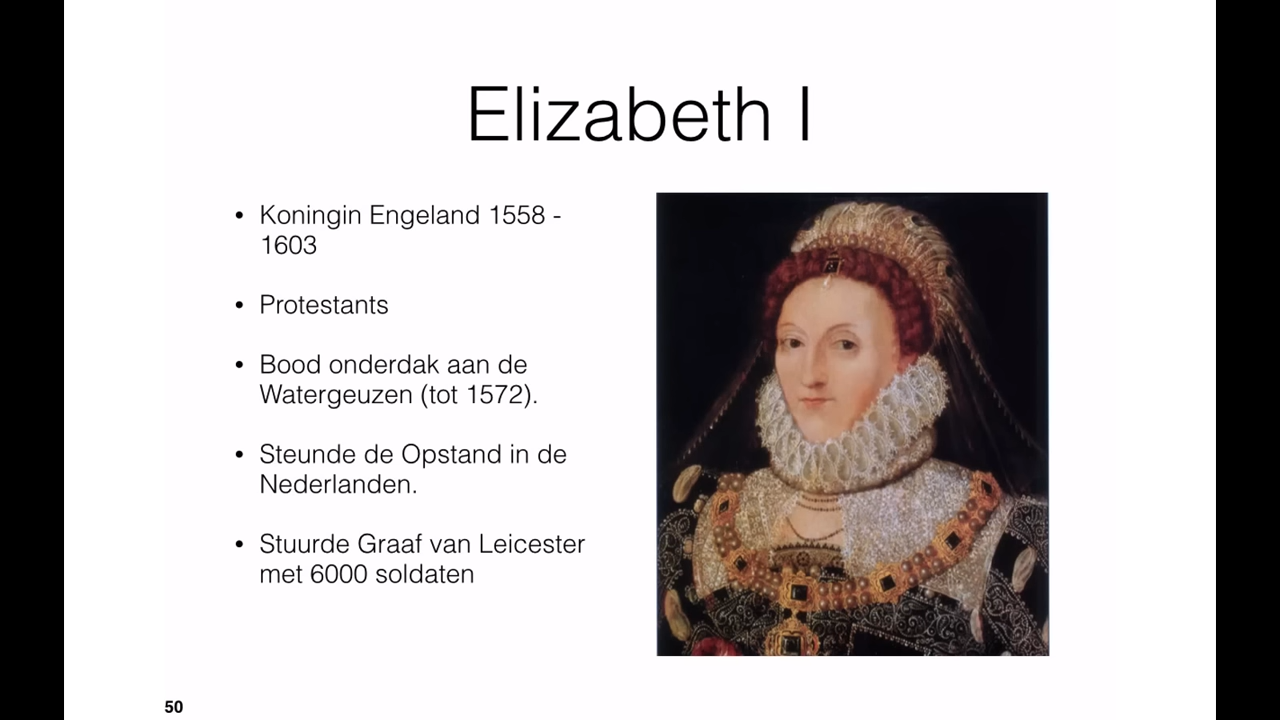 Elizabeth I
• Koningin Engeland 1558 -
1603
• Protestants
• Bood onderdak aan de
Watergeuzen (tot 1572).
• Steunde de Opstand in de
Nederlanden.
• Stuurde Graaf van Leicester
met 6000 soldaten
50